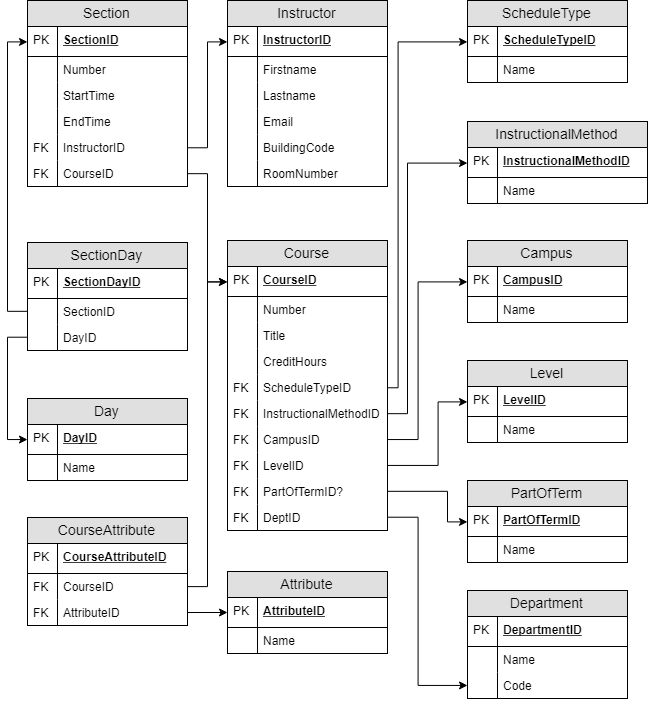 Section
PK SectionID
Number
StartTime
EndTime
FK InstructorID
FK CourseID
Instructor
PK InstructorID
Firstname
Lastname
Email
BuildingCode
RoomNumber
ScheduleType
PK ScheduleTypeID
Name
InstructionalMethod
PK InstructionalMethodID
Name
SectionDay
PK SectionDayID
SectionID
DayID
Course
PK CourseID
Number
Title
CreditHours
FK ScheduleTypeID
FK InstructionalMethodID
FK CampusID
FK LevelID
FK PartOfTermID?
FK DeptID
Campus
PK CampusID
Name
Level
PK LevelID
Name
Day
PK DayID
Name
PartOfTerm
PK PartOfTermID
Name
CourseAttribute
PK CourseAttributeID
FK CourseID
FK AttributeID
Attribute
PK AttributeID
Name
Department
PK DepartmentID
Name
Code